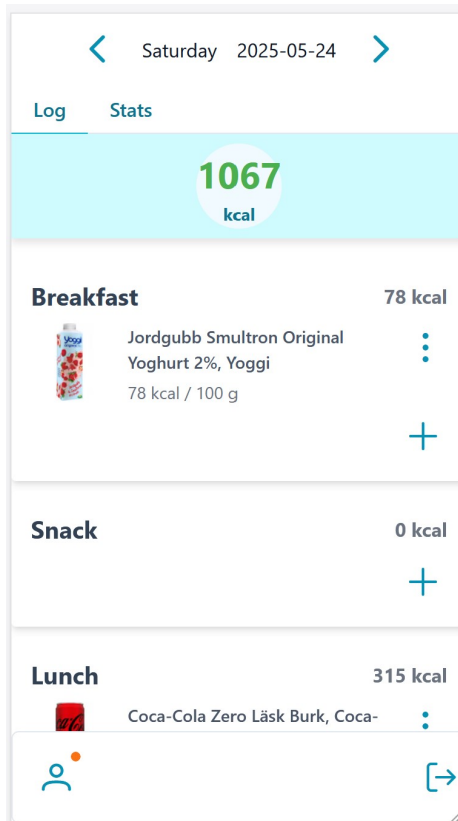 Saturday 2025-05-24
Log Stats
1067
kcal
Breakfast 78 kcal
Yoggi
Jordgubb Smultron Original
Yoghurt 2%, Yoggi
78 kcal / 100 g
Snack 0 kcal
Lunch 315 kcal
Coca-Cola Zero Läsk Burk, Coca-